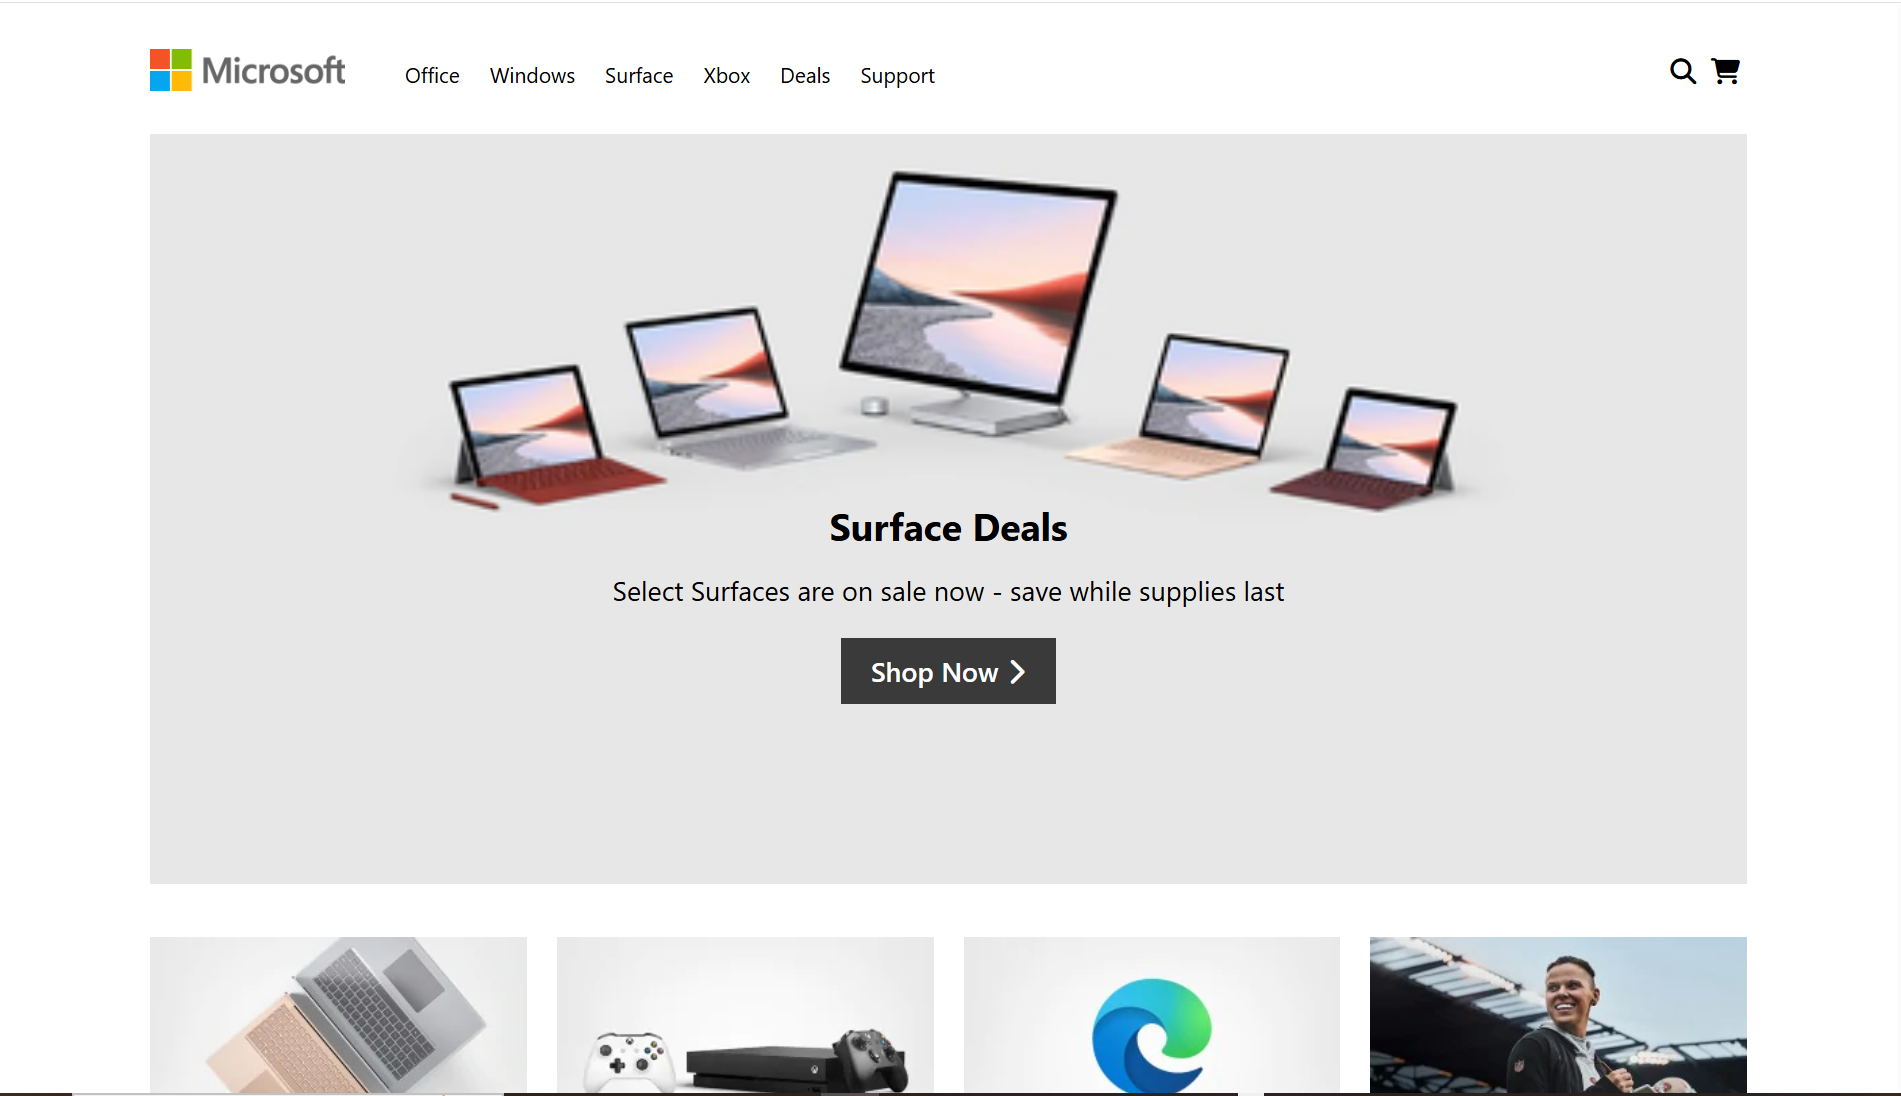 Microsoft
Office Windows Surface Xbox Deals Support
Surface Deals
Select Surfaces are on sale now - save while supplies last
Shop Now